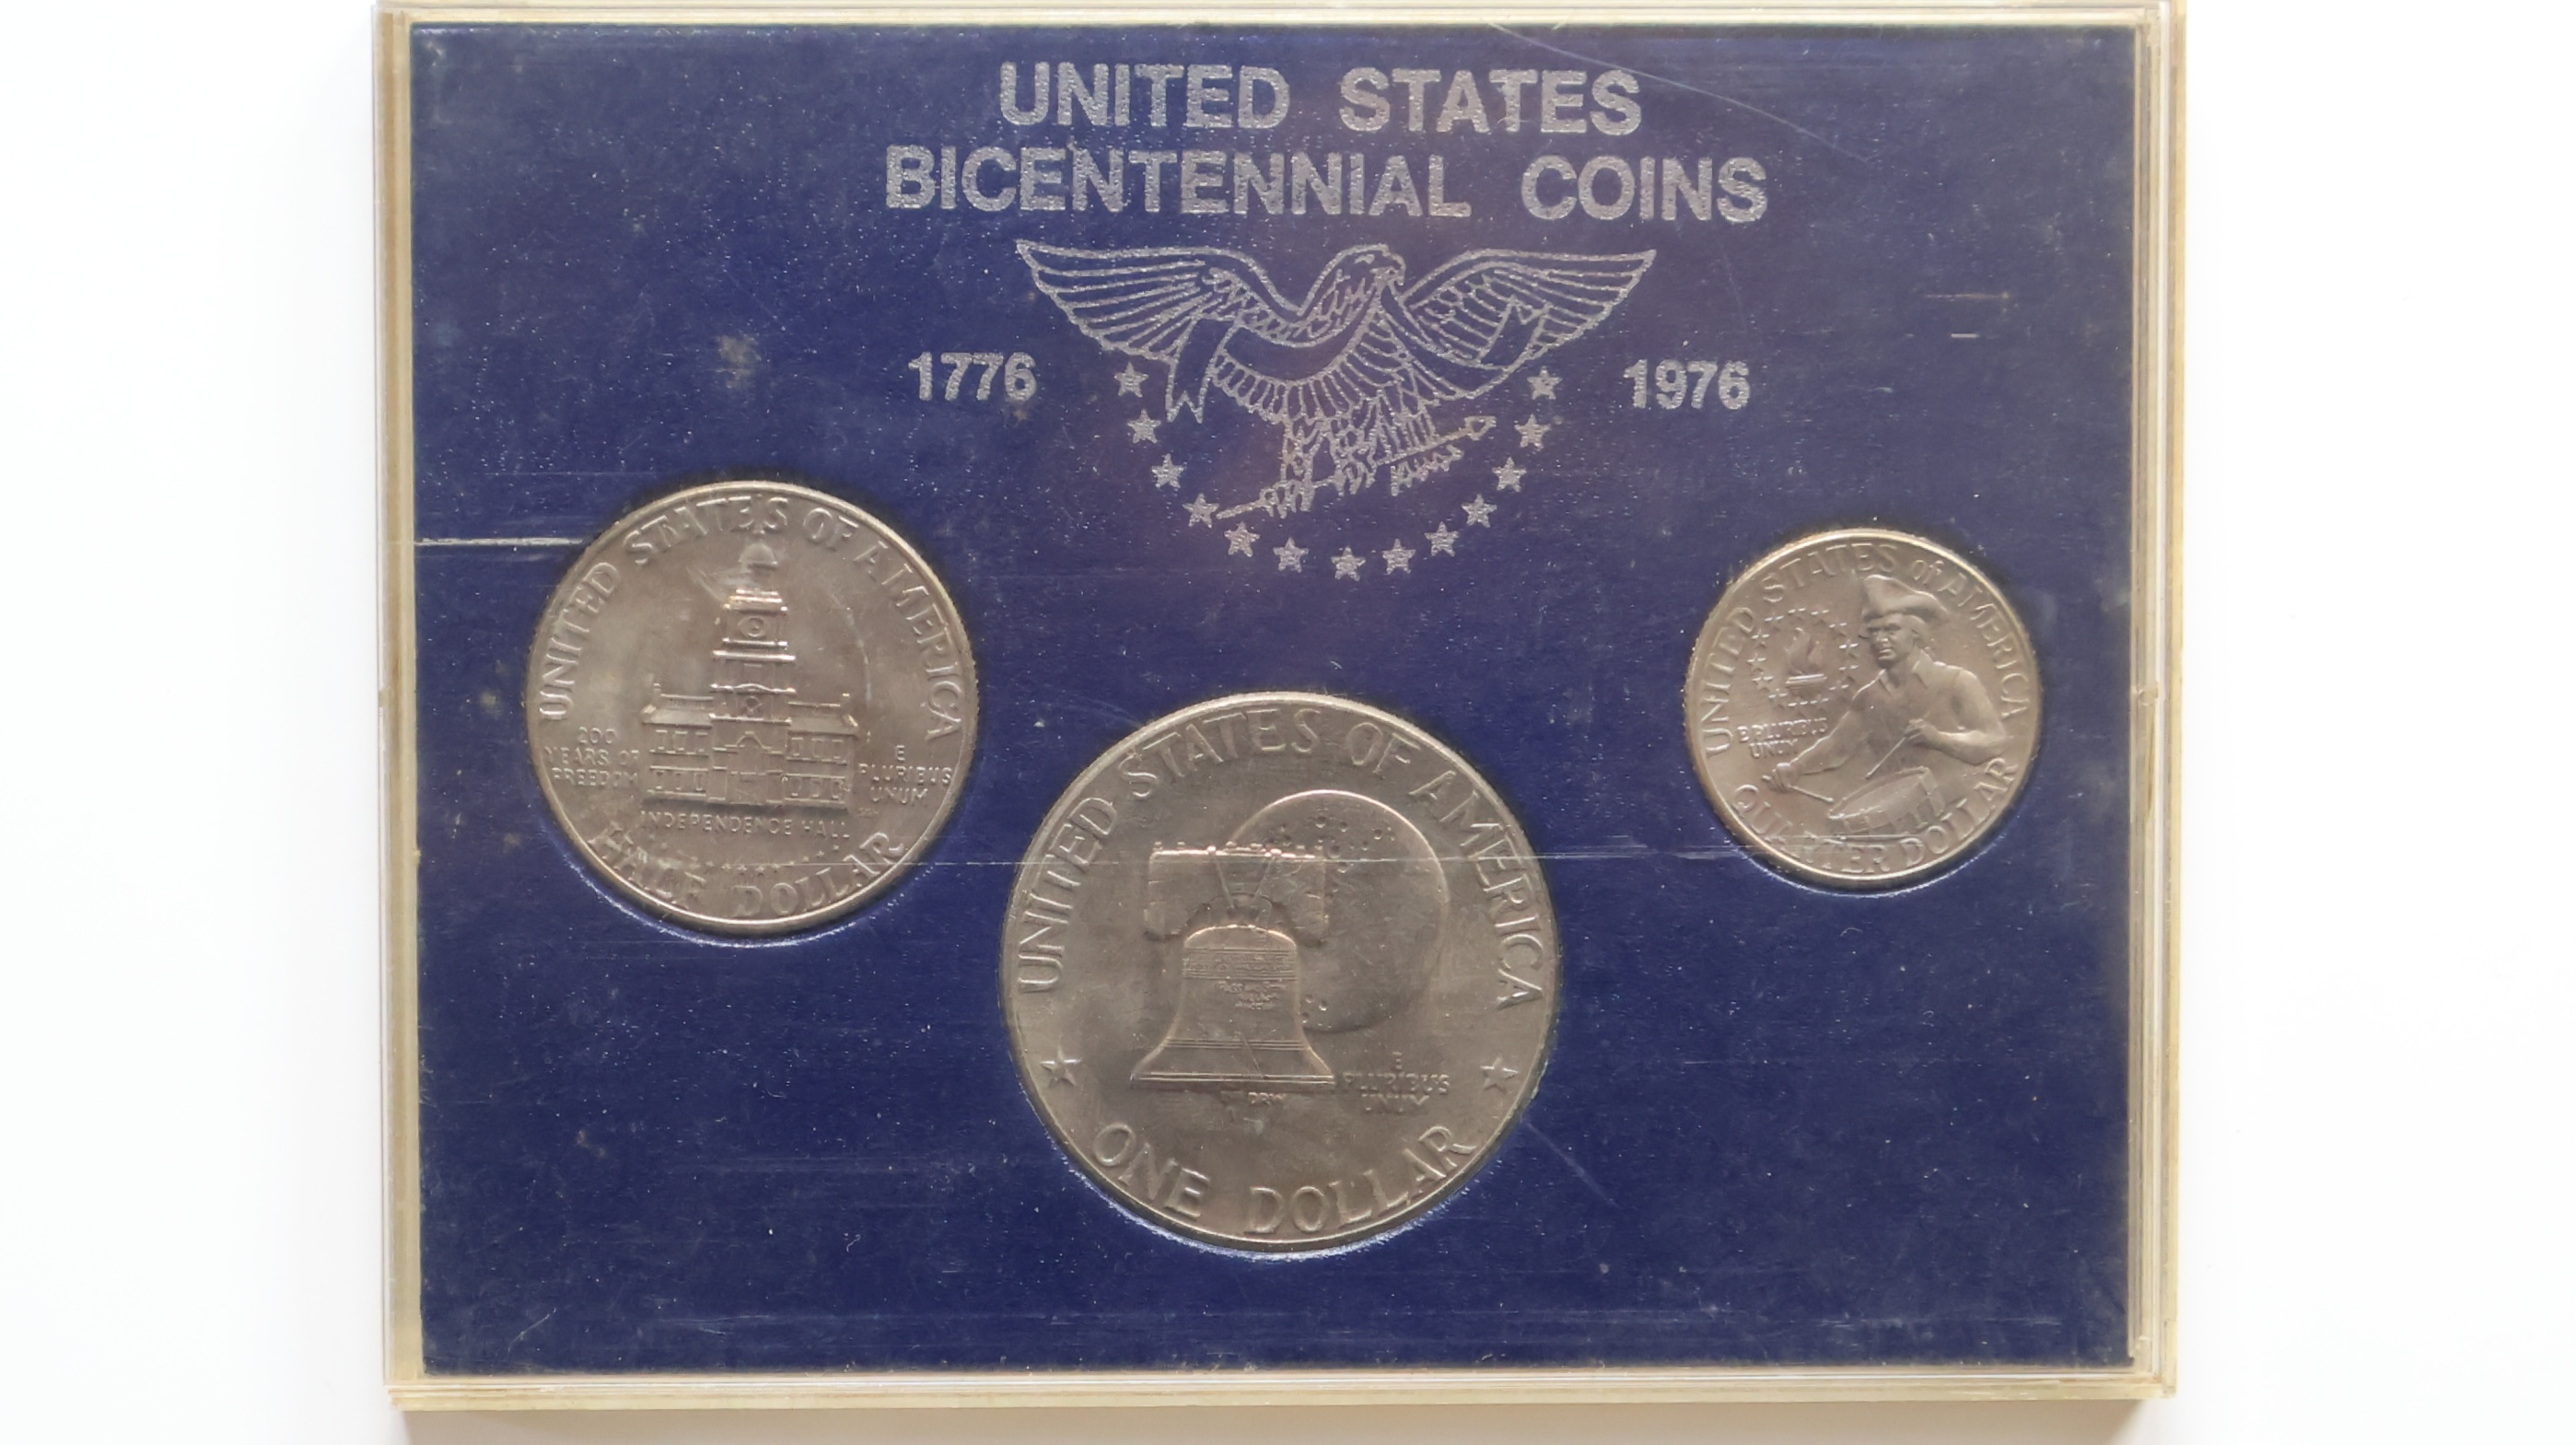 UNITED STATES
BICENTENNIAL COINS
1776
1976
UNITED STATES OF AMERICA
200
YEARS OF
FREEDOM
E
PLURIBUS
UNUM
INDEPENDENCE HALL
HALF DOLLAR
UNITED STATES OF AMERICA
E
PLURIBUS
UNUM
ONE DOLLAR
UNITED STATES of AMERICA
E PLURIBUS
UNUM
QUARTER DOLLAR